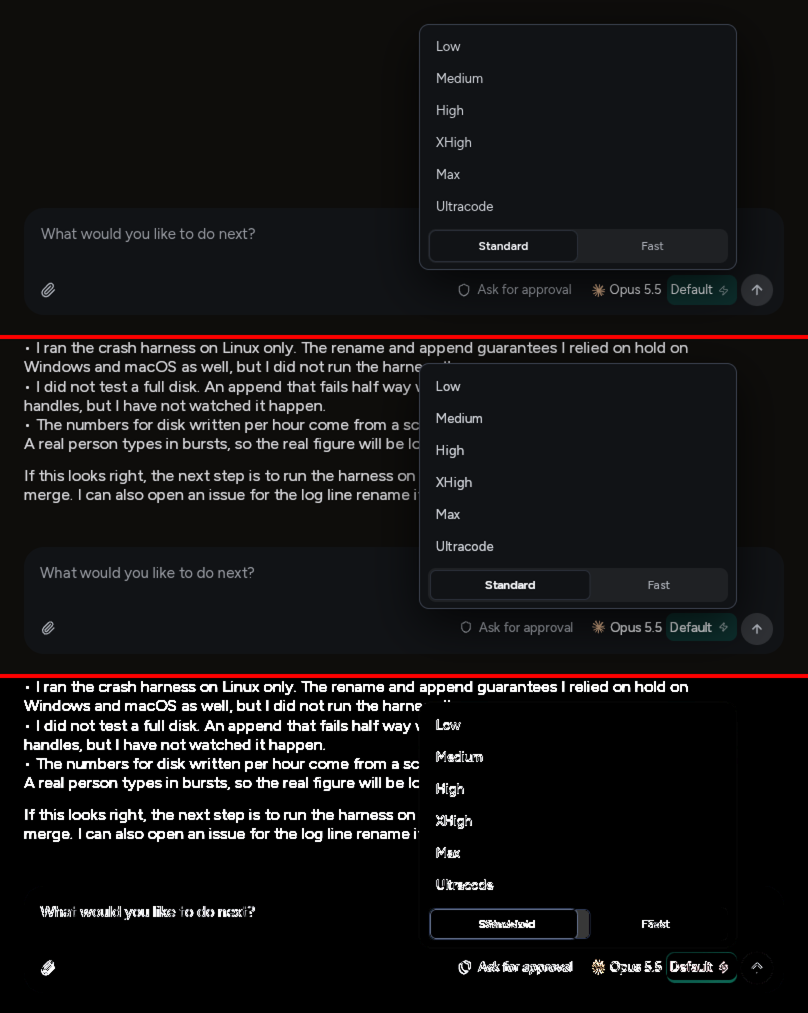 Low
Medium
High
XHigh
Max
Ultracode
What would you like to do next?
Standard Fast
Ask for approval Opus 5.5 Default
• I ran the crash harness on Linux only. The rename and append guarantees I relied on hold on
Windows and macOS as well, but I did not run the
• I did not test a full disk. An append that fails half way
handles, but I have not watched it happen.
• The numbers for disk written per hour come from a
A real person types in bursts, so the real figure will be
If this looks right, the next step is to run the harness on
merge. I can also open an issue for the log line rename
Low
Medium
High
XHigh
Max
Ultracode
What would you like to do next?
Standard Fast
Ask for approval Opus 5.5 Default
• I ran the crash harness on Linux only. The rename and append guarantees I relied on hold on
Windows and macOS as well, but I did not run the
• I did not test a full disk. An append that fails half way
handles, but I have not watched it happen.
• The numbers for disk written per hour come from a
A real person types in bursts, so the real figure will be
If this looks right, the next step is to run the harness on
merge. I can also open an issue for the log line rename
Low
Medium
High
XHigh
Max
Ultracode
What would you like to do next?
Fast
Ask for approval Opus 5.5 Default